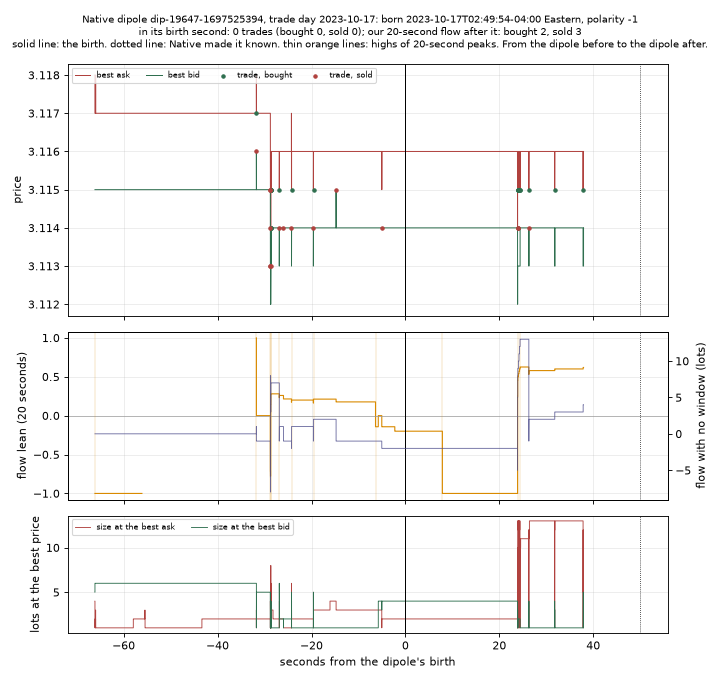 Native dipole dip-19647-1697525394, trade day 2023-10-17: born 2023-10-17T02:49:54-04:00 Eastern, polarity -1
in its birth second: 0 trades (bought 0, sold 0); our 20-second flow after it: bought 2, sold 3
solid line: the birth. dotted line: Native made it known. thin orange lines: highs of 20-second peaks. From the dipole before to the dipole after.
best ask
best bid
trade, bought
trade, sold
3.118
3.117
3.116
3.115
3.114
3.113
3.112
price
1.0
0.5
0.0
−0.5
−1.0
flow lean (20 seconds)
10
5
0
−5
flow with no window (lots)
size at the best ask
size at the best bid
10
5
lots at the best price
−60
−40
−20
0
20
40
seconds from the dipole's birth